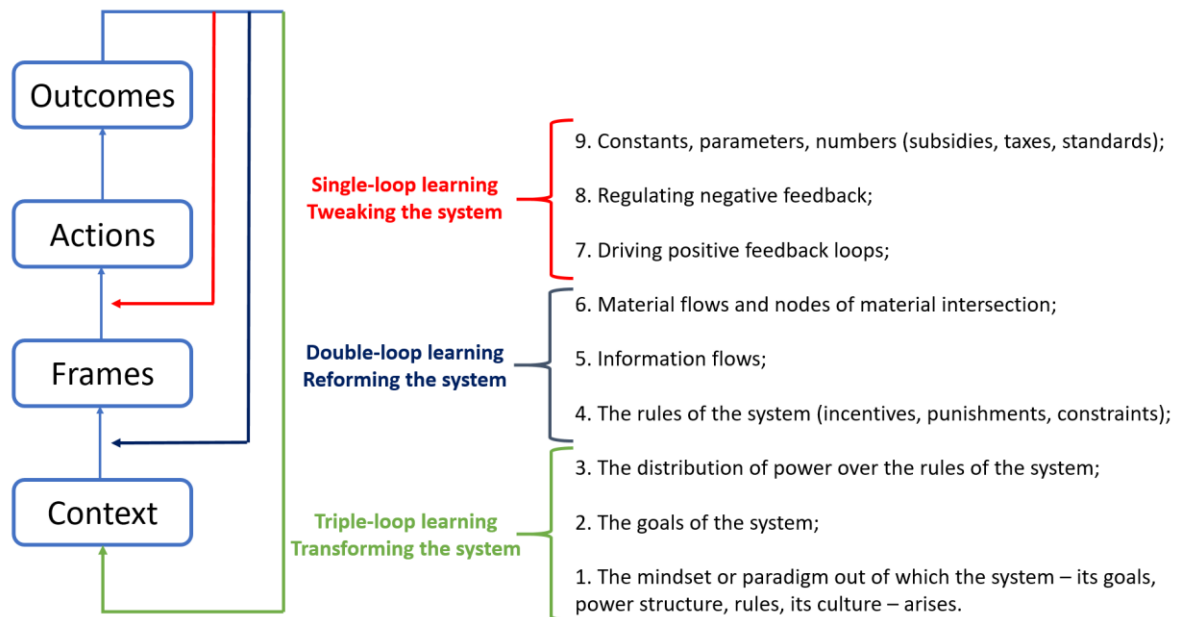 Outcomes
Actions
Frames
Context
Single-loop learning
Tweaking the system
9. Constants, parameters, numbers (subsidies, taxes, standards);
8. Regulating negative feedback;
7. Driving positive feedback loops;
Double-loop learning
Reforming the system
6. Material flows and nodes of material intersection;
5. Information flows;
4. The rules of the system (incentives, punishments, constraints);
Triple-loop learning
Transforming the system
3. The distribution of power over the rules of the system;
2. The goals of the system;
1. The mindset or paradigm out of which the system – its goals,
power structure, rules, its culture – arises.